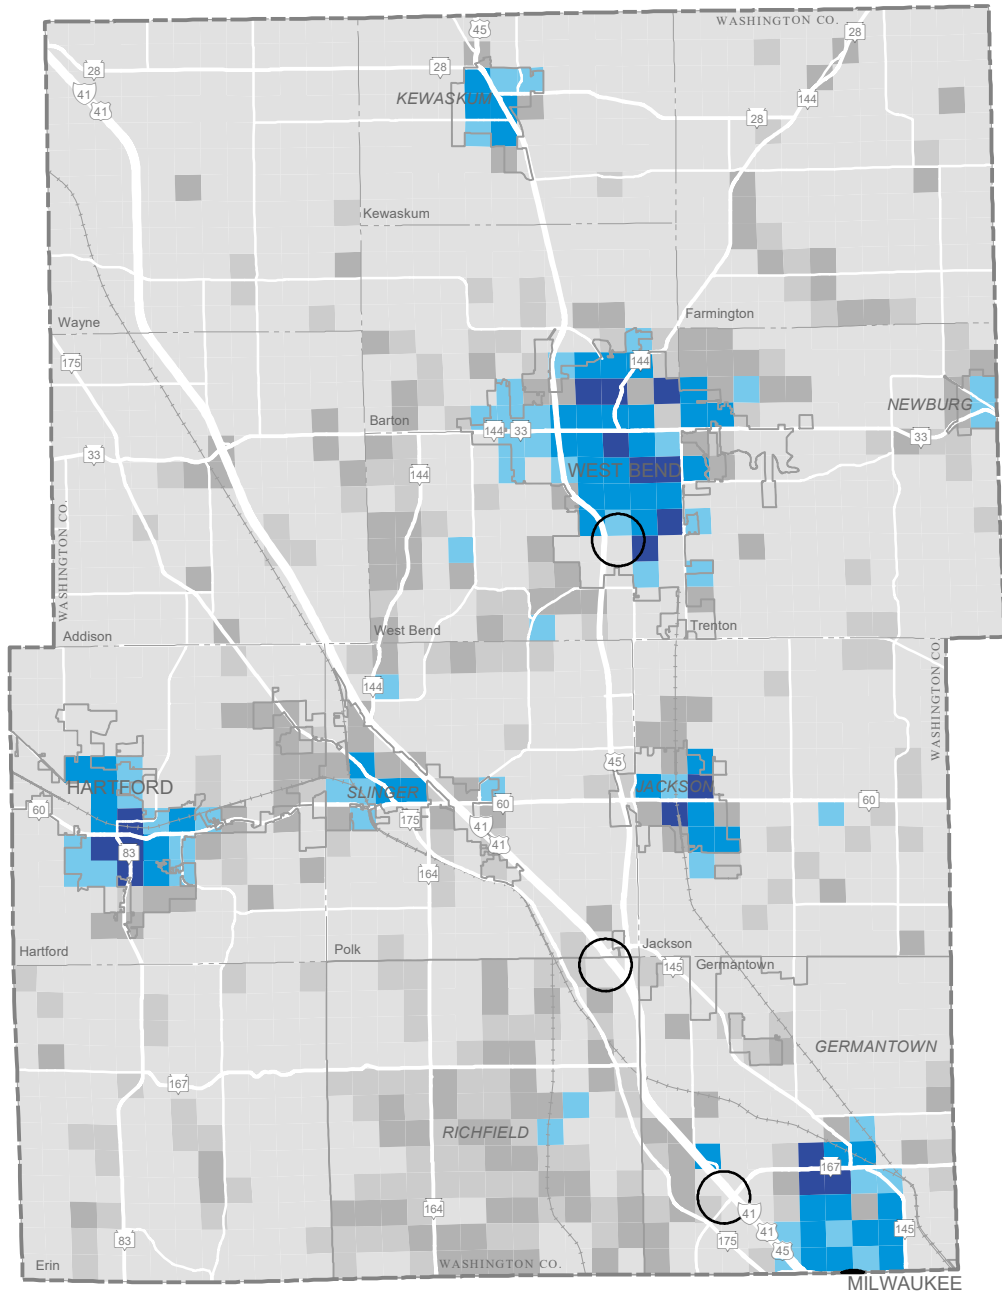 WASHINGTON CO.
45
28
28
28
41
41
KEWASKUM
144
28
Kewaskum
Wayne
Farmington
175
144
NEWBURG
Barton
144
33
33
33
144
WEST BEND
WASHINGTON CO.
Addison
West Bend
Trenton
WASHINGTON CO.
144
45
HARTFORD
SLINGER
JACKSON
60
60
60
175
41
41
83
164
Hartford
Polk
Jackson
145
Germantown
GERMANTOWN
167
RICHFIELD
167
164
41
41
145
83
175
45
Erin
WASHINGTON CO.
MILWAUKEE